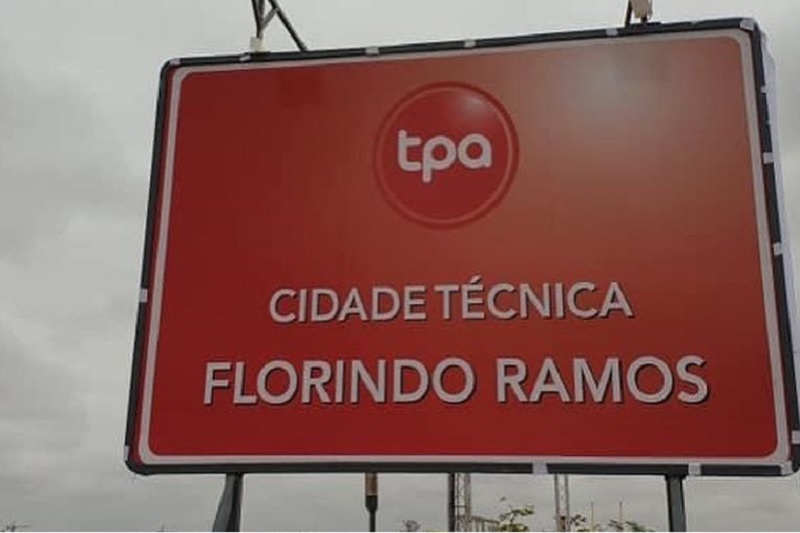 tpa
CIDADE TÉCNICA
FLORINDO RAMOS